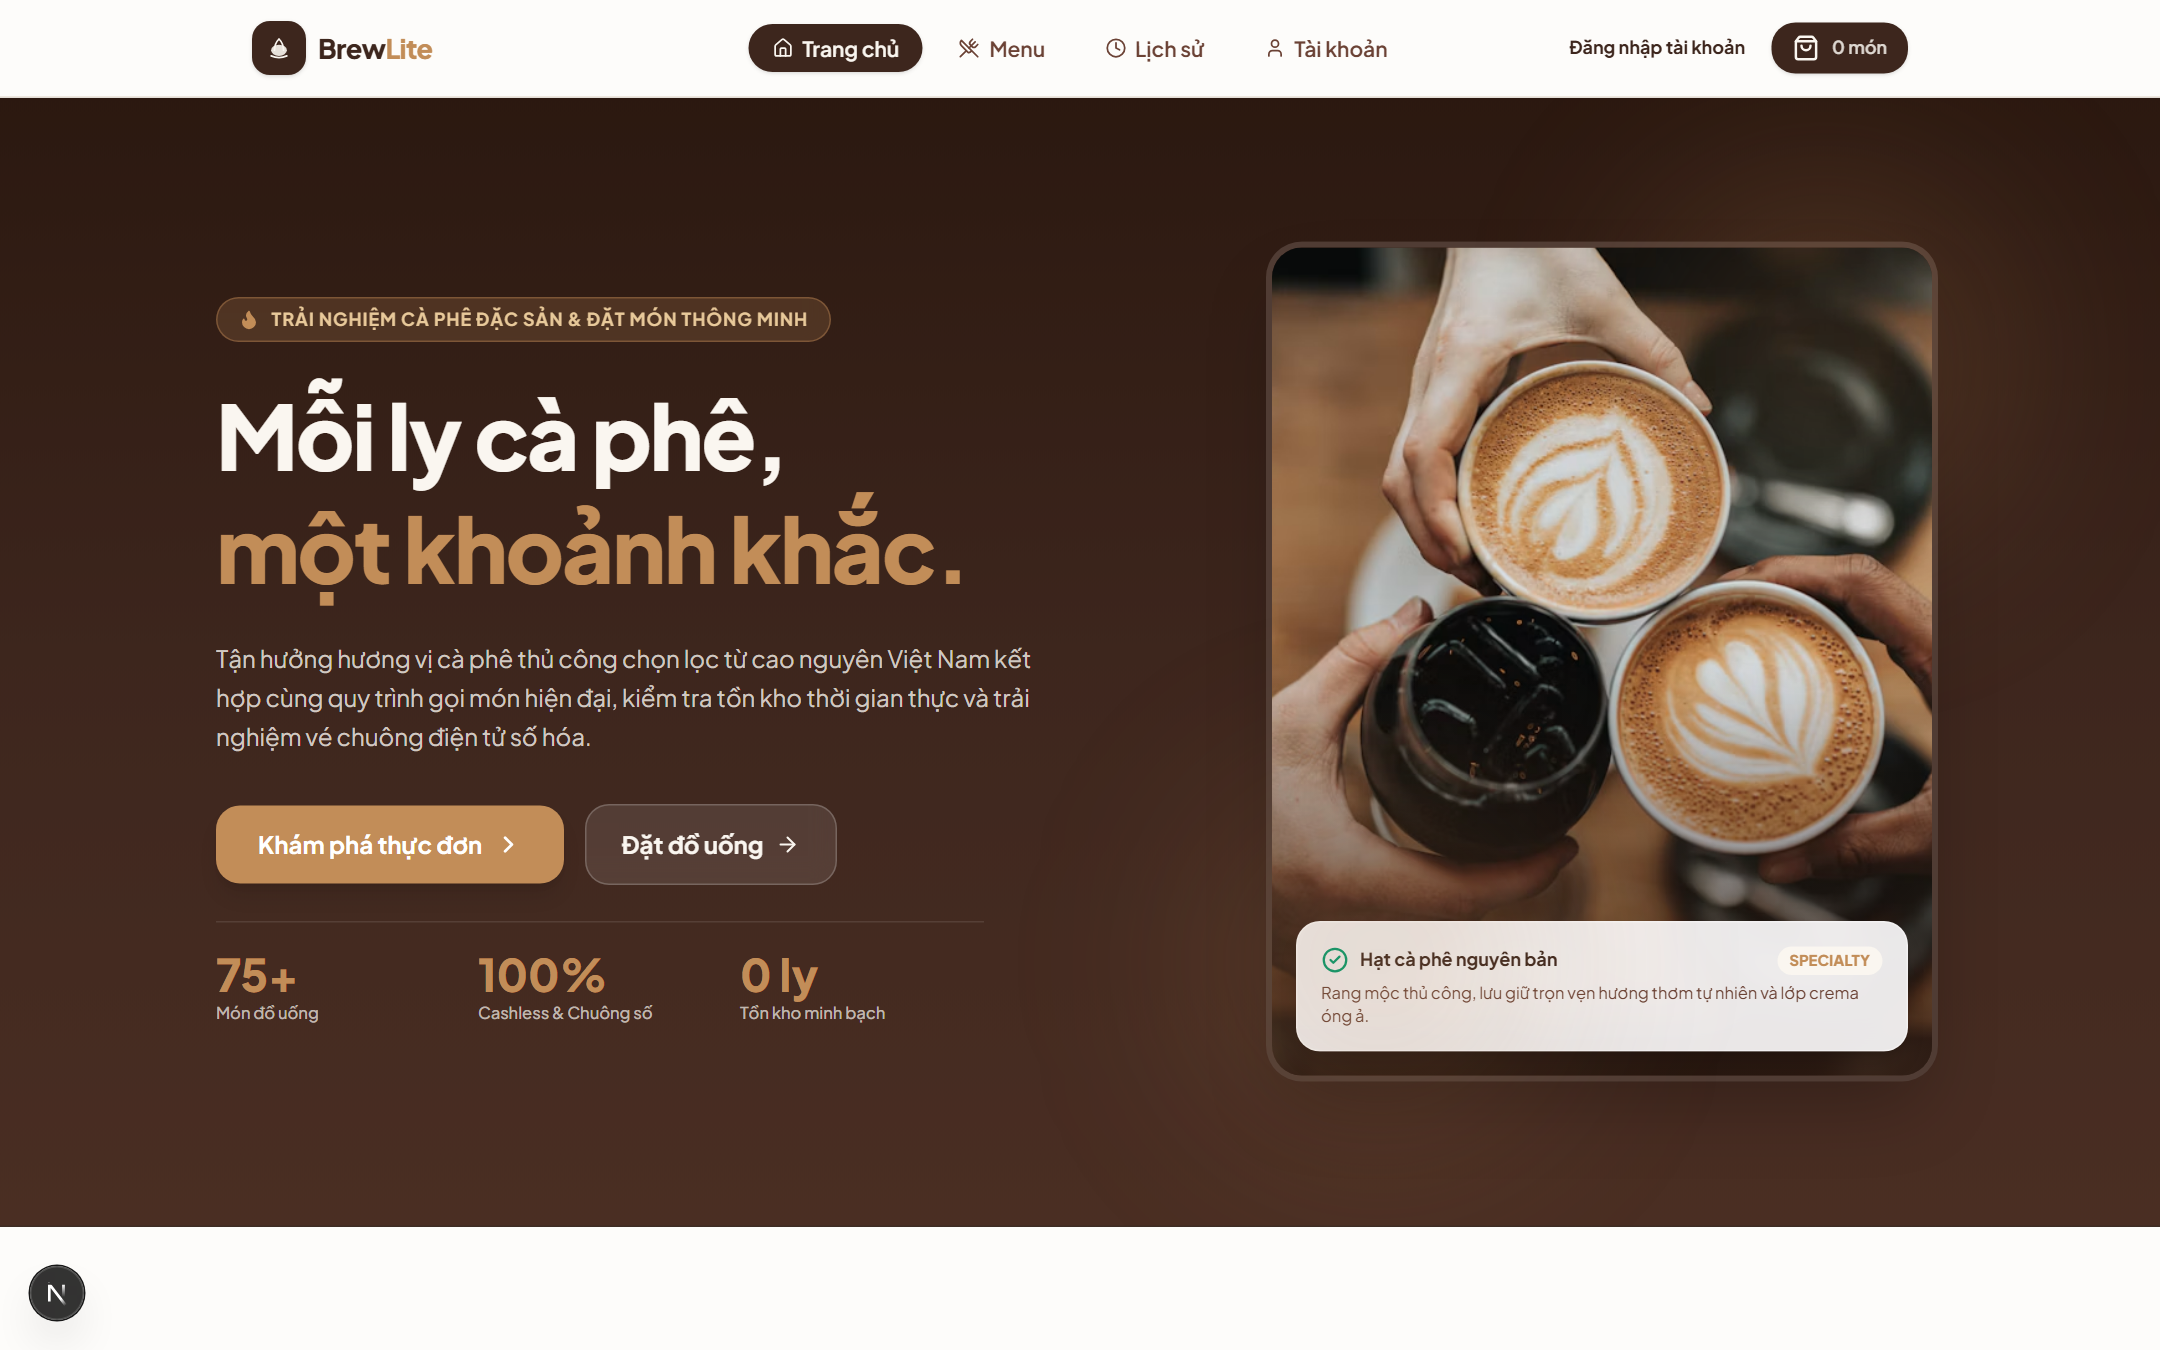 BrewLite
Trang chủ
Menu
Lịch sử
Tài khoản
Đăng nhập tài khoản
0 món
TRẢI NGHIỆM CÀ PHÊ ĐẶC SẢN & ĐẶT MÓN THÔNG MINH
Mỗi ly cà phê,
một khoảnh khắc.
Tận hưởng hương vị cà phê thủ công chọn lọc từ cao nguyên Việt Nam kết
hợp cùng quy trình gọi món hiện đại, kiểm tra tồn kho thời gian thực và trải
nghiệm vé chuông điện tử số hóa.
Khám phá thực đơn
Đặt đồ uống
75+
Món đồ uống
100%
Cashless & Chuông số
0 ly
Tồn kho minh bạch
Hạt cà phê nguyên bản
SPECIALTY
Rang mộc thủ công, lưu giữ trọn vẹn hương thơm tự nhiên và lớp crema
óng ả.
N